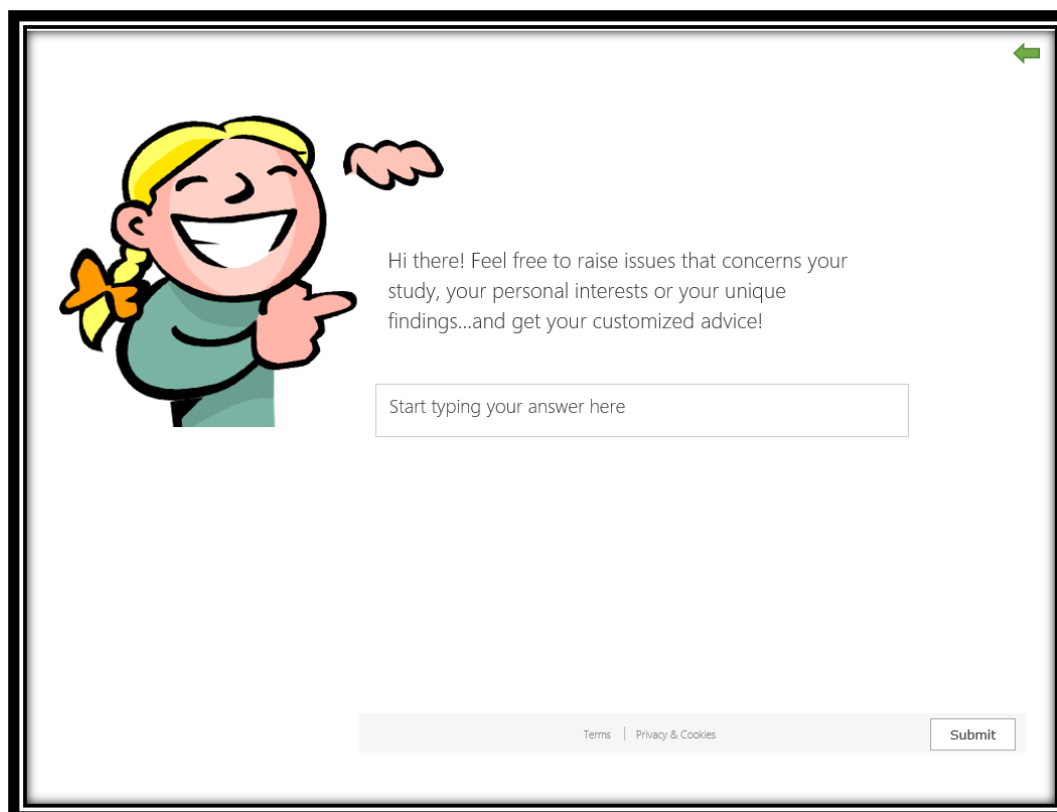 Hi there! Feel free to raise issues that concerns your
study, your personal interests or your unique
findings...and get your customized advice!
Start typing your answer here
Terms | Privacy & Cookies
Submit